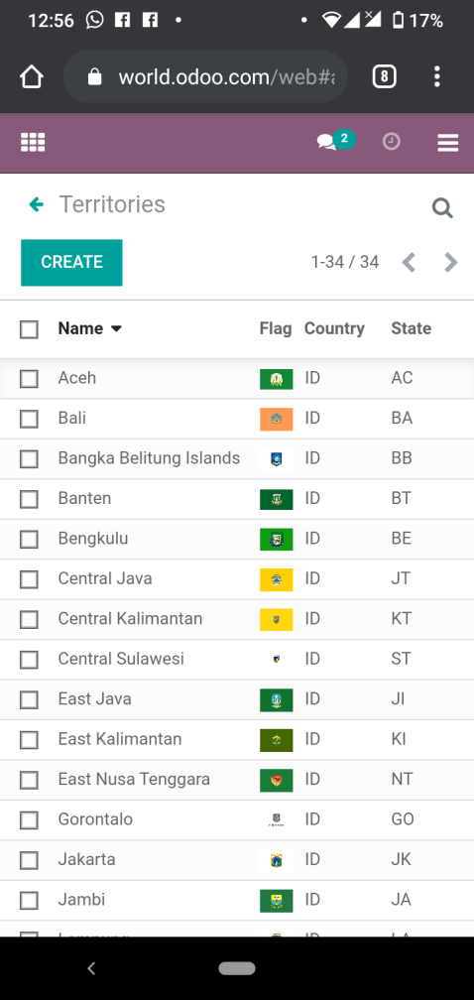 12:56 17%
world.odoo.com/web#a 8
2
Territories
CREATE 1-34 / 34
Name Flag Country State
Aceh ID AC
Bali ID BA
Bangka Belitung Islands ID BB
Banten ID BT
Bengkulu ID BE
Central Java ID JT
Central Kalimantan ID KT
Central Sulawesi ID ST
East Java ID JI
East Kalimantan ID KI
East Nusa Tenggara ID NT
Gorontalo ID GO
Jakarta ID JK
Jambi ID JA